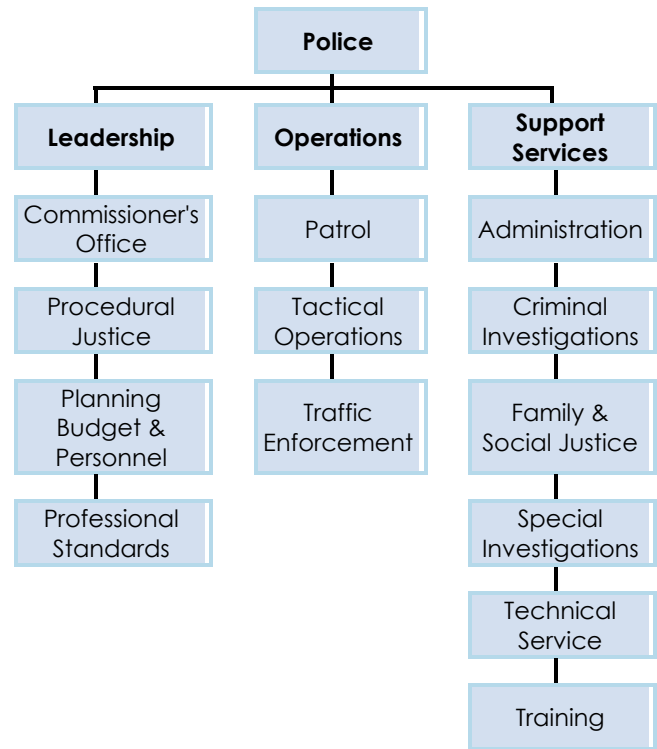 Police
Leadership
Commissioner's
Office
Procedural
Justice
Planning
Budget &
Personnel
Professional
Standards
Operations
Patrol
Tactical
Operations
Traffic
Enforcement
Support
Services
Administration
Criminal
Investigations
Family &
Social Justice
Special
Investigations
Technical
Service
Training